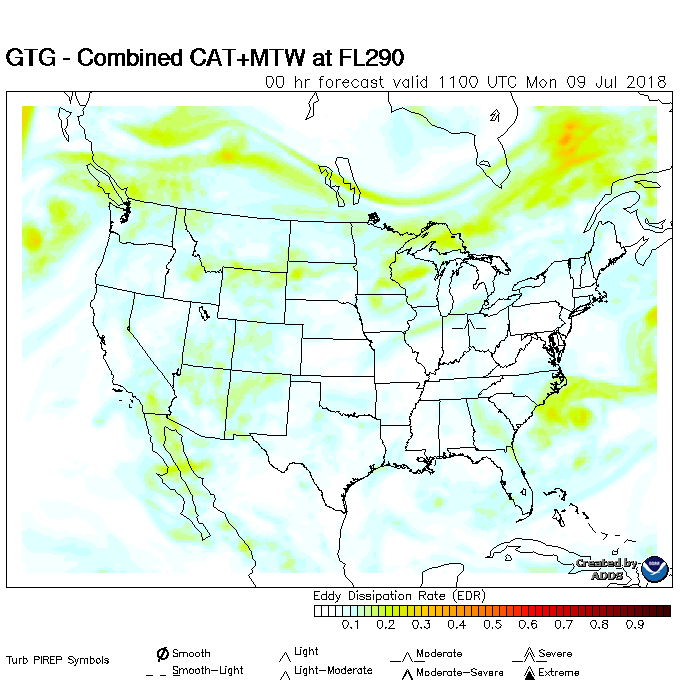 GTG - Combined CAT+MTW at FL290
00 hr forecast valid 1100 UTC Mon 09 Jul 2018
Created by
ADDS
Eddy Dissipation Rate (EDR)
0.1 0.2 0.3 0.4 0.5 0.6 0.7 0.8 0.9
Turb PIREP Symbols
Smooth Light Moderate Severe
Smooth-Light Light-Moderate Moderate-Severe Extreme